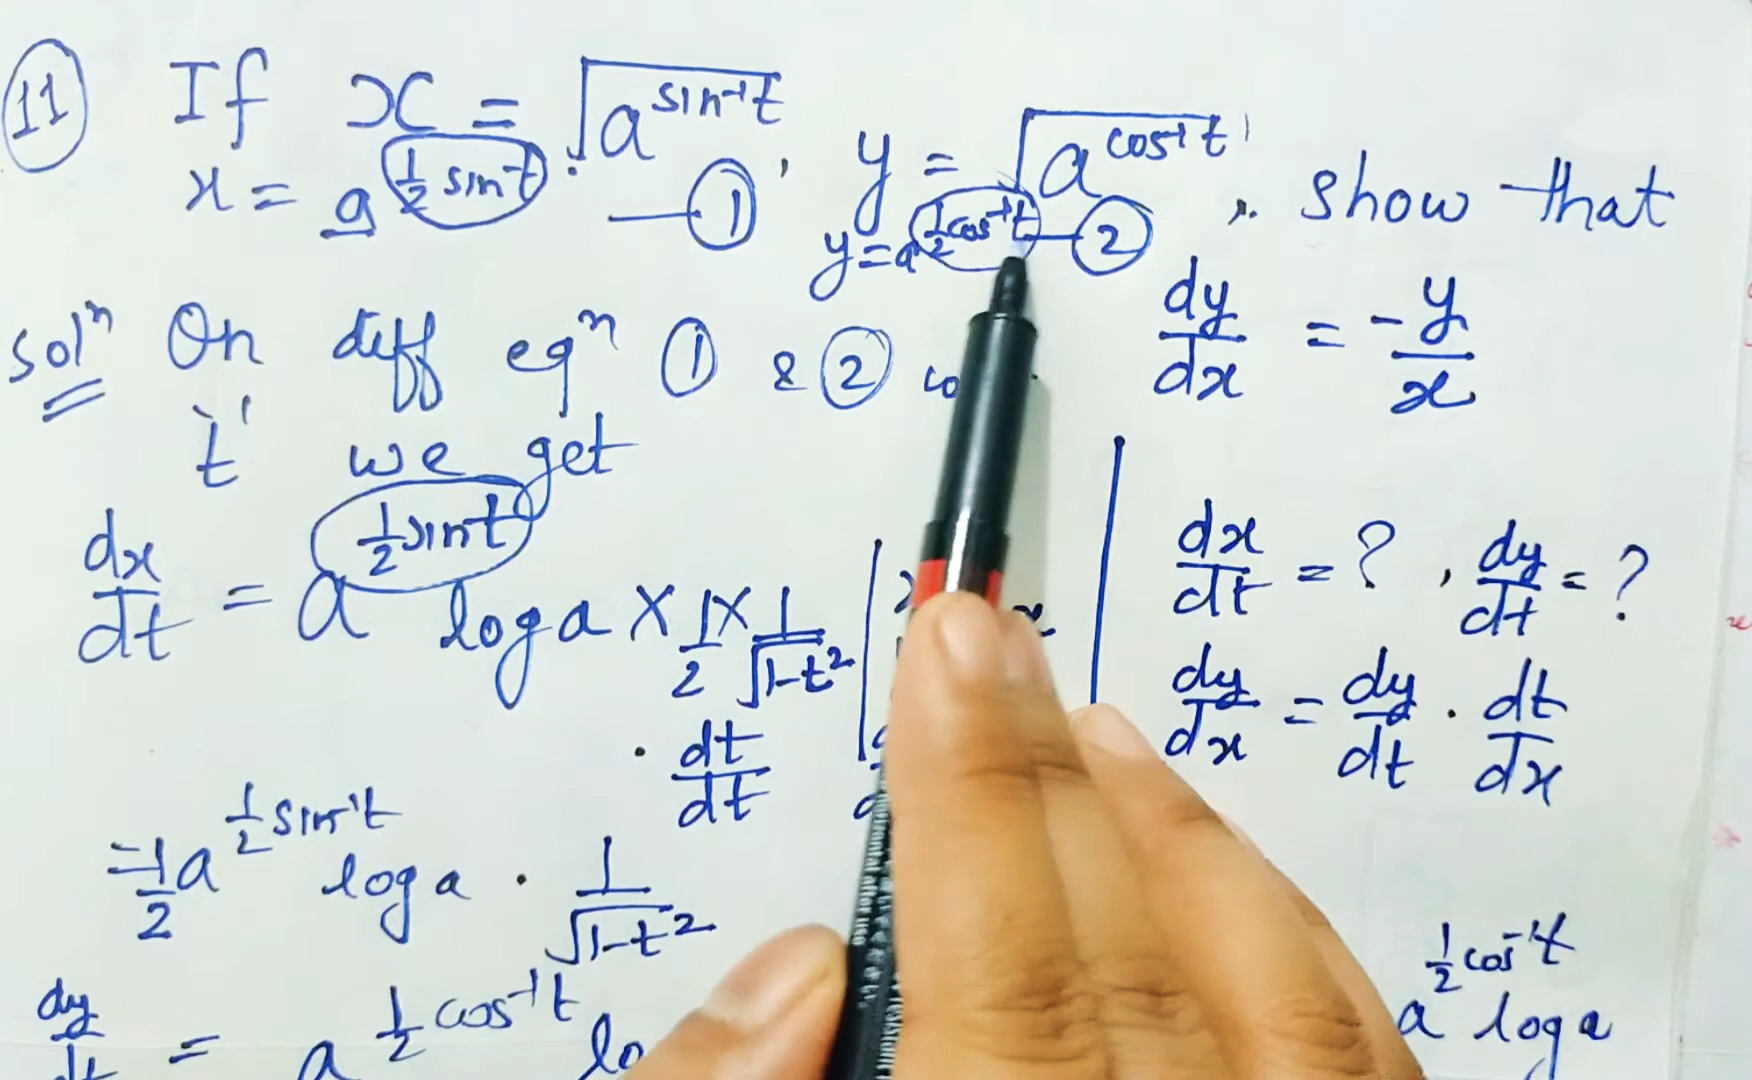 11 If x = √a^sin⁻¹t , y = √a^cos⁻¹t , show that
x = a^½ sin⁻¹t — 1
y = a^½ cos⁻¹t — 2
dy/dx = -y/x
Solⁿ On diff eqⁿ 1 & 2
't' we get
dx/dt = a^½ sin⁻¹t log a × 1/2 × 1/√1-t²
· dt/dt
dx/dt = ? , dy/dt = ?
dy/dx = dy/dt · dt/dx
= 1/2 a^½ sin⁻¹t log a · 1/√1-t²
dy/dt = a^½ cos⁻¹t
a^½ cos⁻¹t log a